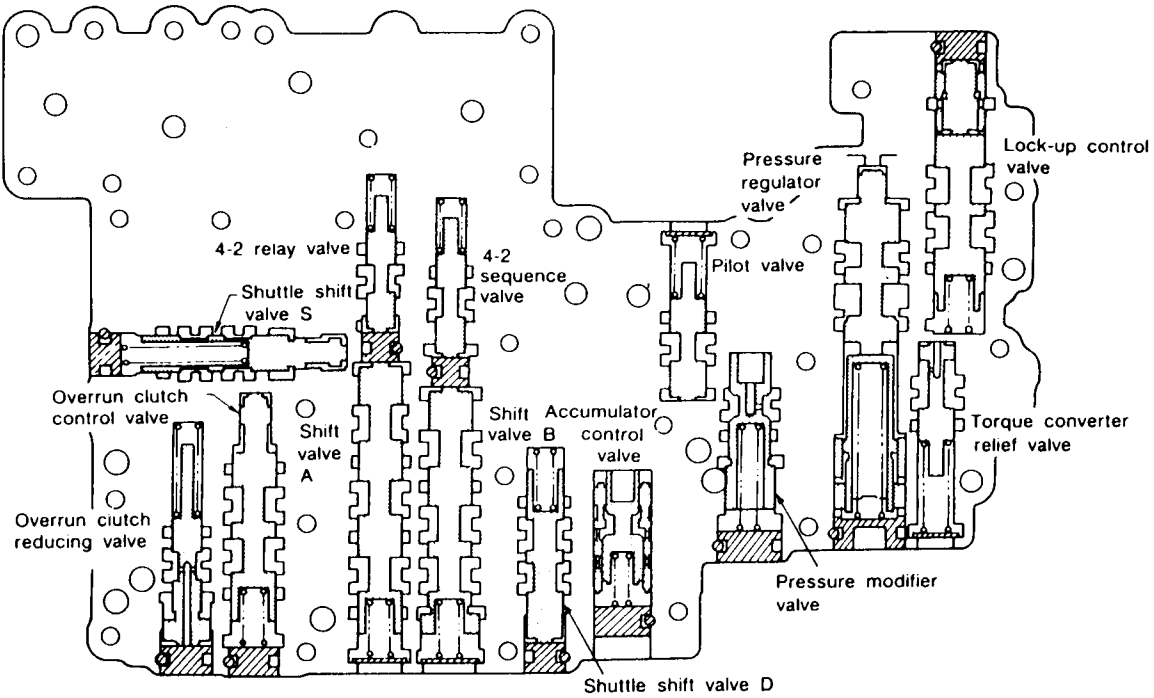 Lock-up control
valve
Pressure
regulator
valve
4-2 relay valve
4-2
sequence
valve
Pilot valve
Shuttle shift
valve S
Overrun clutch
control valve
Shift
valve
A
Shift
valve B
Accumulator
control
valve
Torque converter
relief valve
Overrun clutch
reducing valve
Pressure modifier
valve
Shuttle shift valve D